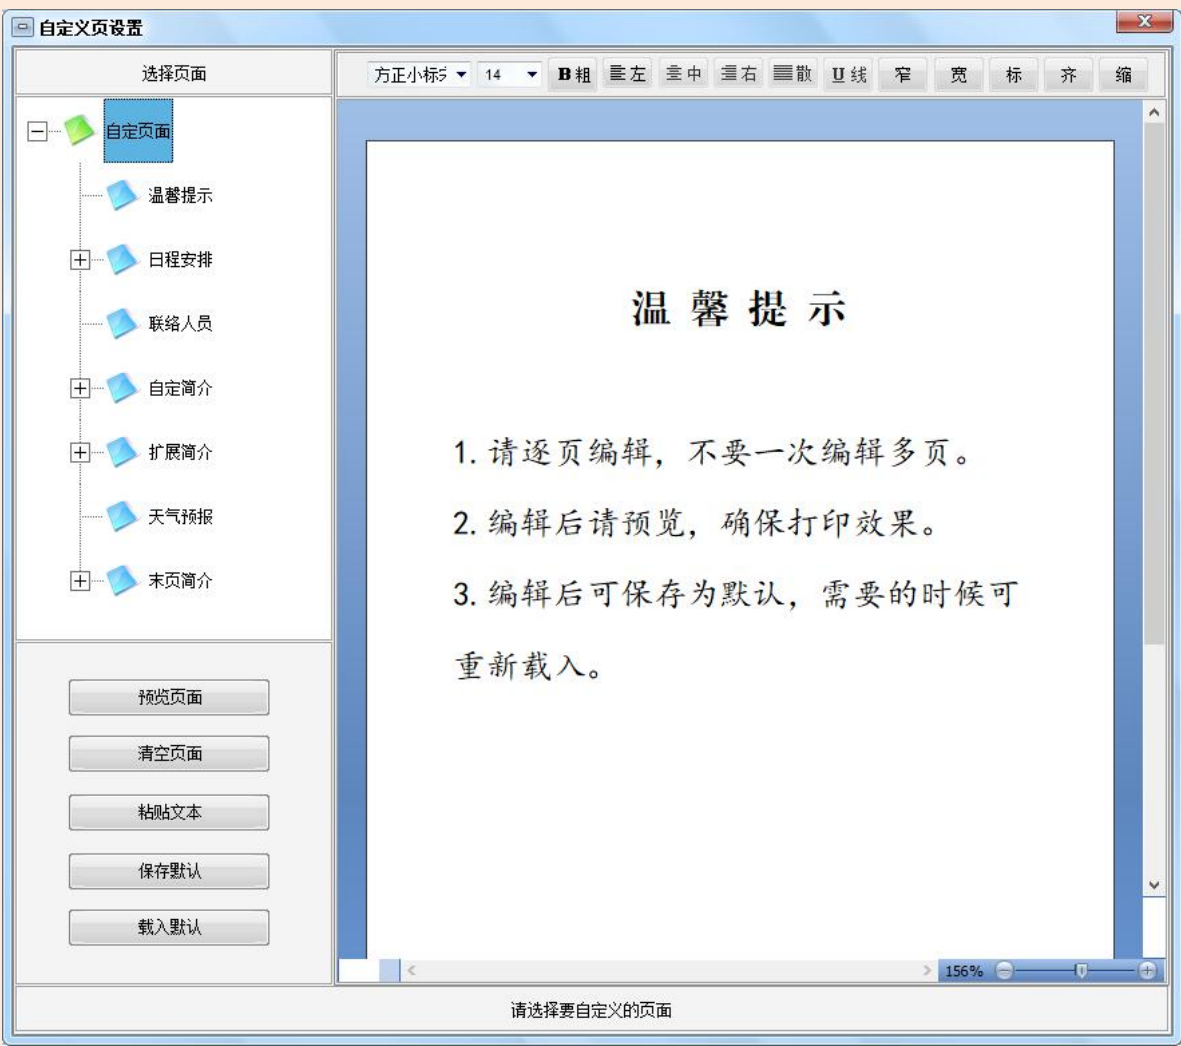 自定义页设置
选择页面
方正小标 14 B粗 左 中 右 散 U线 窄 宽 标 齐 缩
自定页面
温馨提示
日程安排
联络人员
自定简介
扩展简介
天气预报
末页简介
预览页面
清空页面
粘贴文本
保存默认
载入默认
温馨提示
1.请逐页编辑，不要一次编辑多页。
2.编辑后请预览，确保打印效果。
3.编辑后可保存为默认，需要的时候可
重新载入。
156%
请选择要自定义的页面